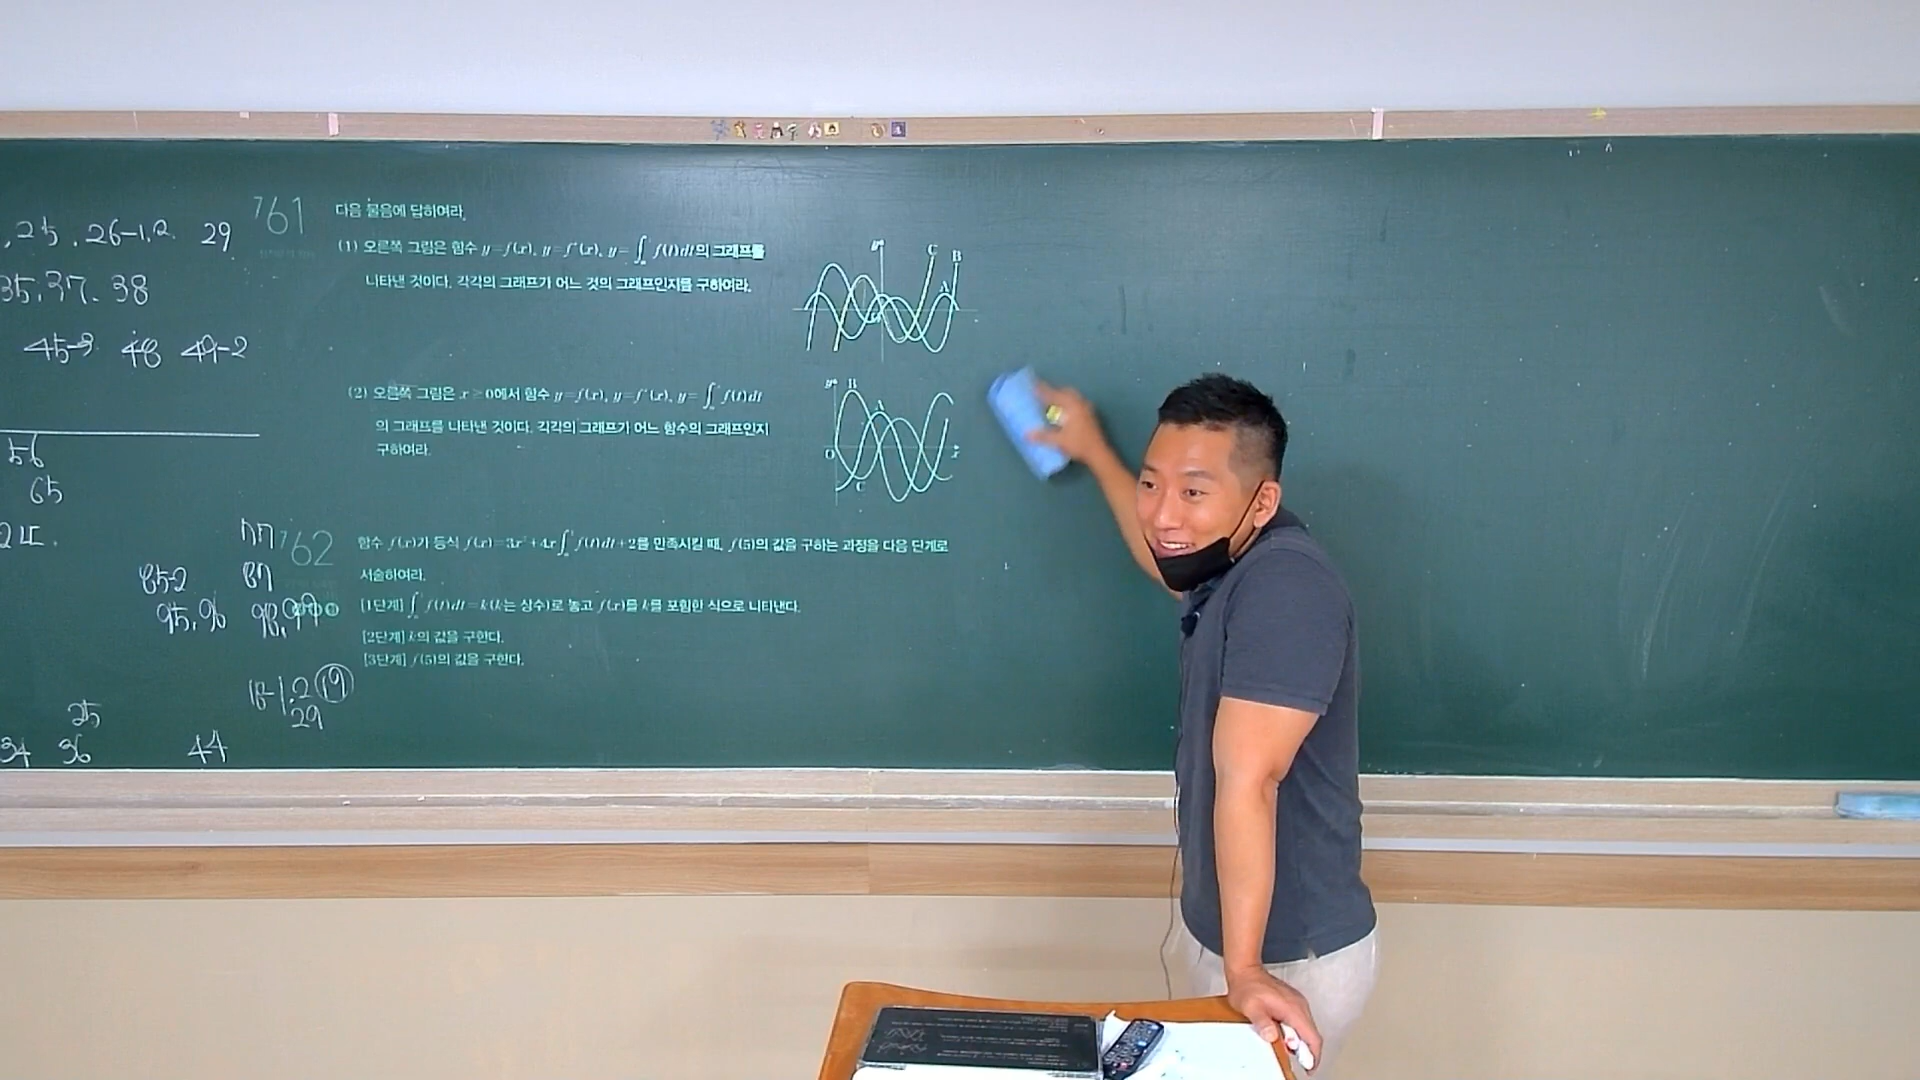 , 25 . 26-1.2. 29
35.37. 38
45-3 48 49-2
56
65
85-2 87
95.96 98.99
18-1.2 19
29
25
34 36 44
761
다음 물음에 답하여라.
(1) 오른쪽 그림은 함수 y=f(x), y=f'(x), y=∫ f(t)dt의 그래프를
나타낸 것이다. 각각의 그래프가 어느 것의 그래프인지를 구하여라.
y C B
A
(2) 오른쪽 그림은 x≥0에서 함수 y=f(x), y=f'(x), y=∫ f(t)dt
의 그래프를 나타낸 것이다. 각각의 그래프가 어느 함수의 그래프인지
구하여라.
y B
A
O x
C
762
함수 f(x)가 등식 f(x)=3x²+4x∫ f(t)dt+2를 만족시킬 때, f(5)의 값을 구하는 과정을 다음 단계로
서술하여라.
[1단계] ∫ f(t)dt=k(k는 상수)로 놓고 f(x)를 k를 포함한 식으로 나타낸다.
[2단계] k의 값을 구한다.
[3단계] f(5)의 값을 구한다.